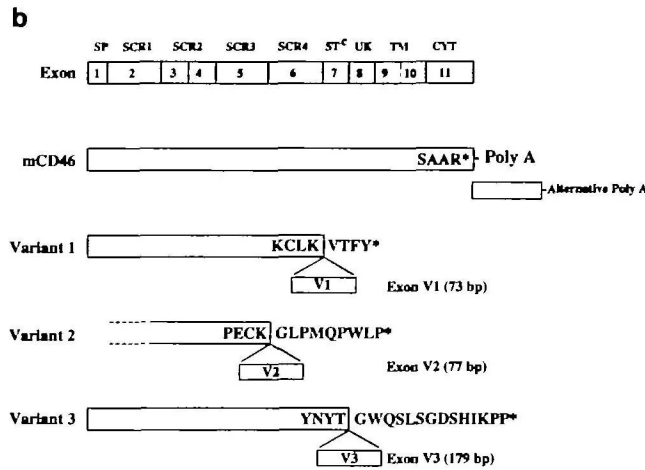 b
SP SCR1 SCR2 SCR3 SCR4 STC UK TM CYT
Exon 1 2 3 4 5 6 7 8 9 10 11
mCD46 SAAR* Poly A
Alternative Poly A
Variant 1 KCLK VTFY*
V1 Exon V1 (73 bp)
Variant 2 PECK GLPMQPWLP*
V2 Exon V2 (77 bp)
Variant 3 YNYT GWQSLSGDSHIKPP*
V3 Exon V3 (179 bp)